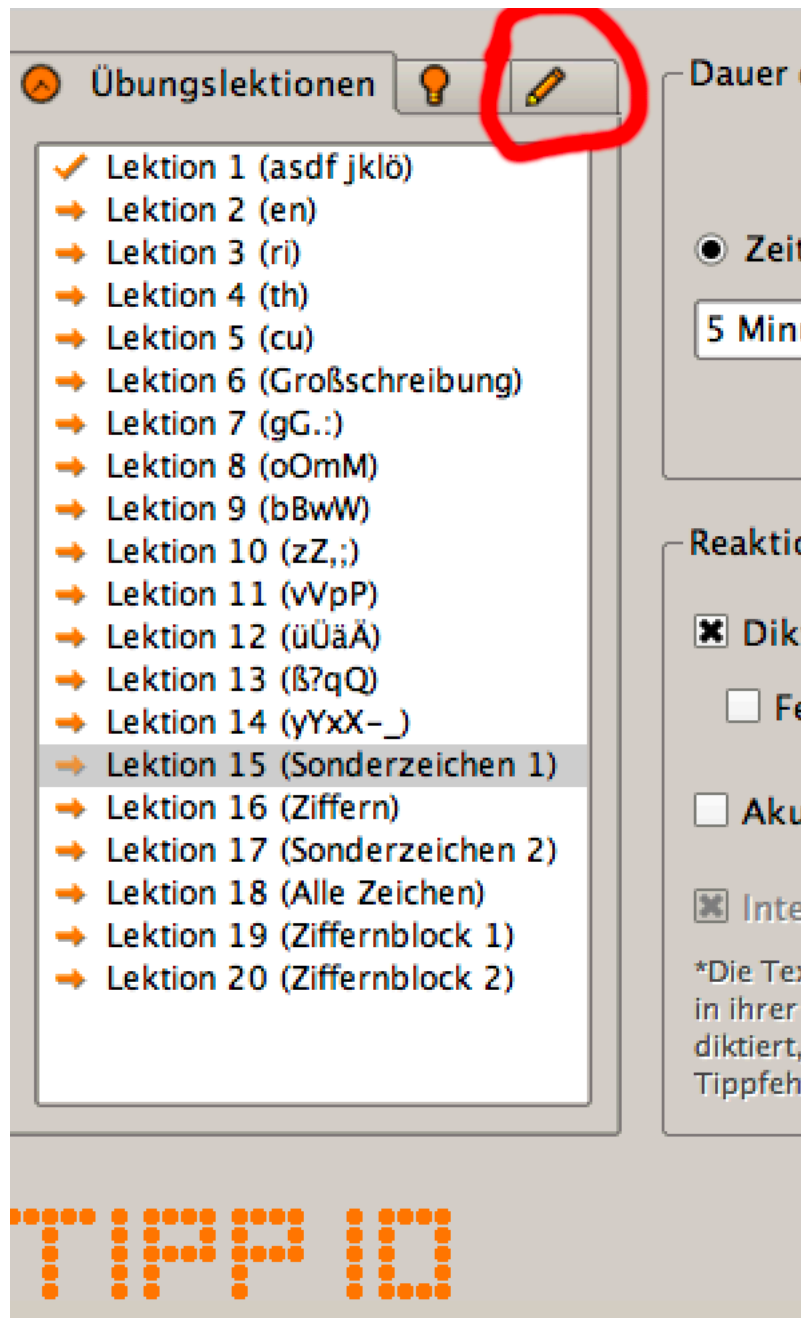 Übungslektionen
Lektion 1 (asdf jklö)
Lektion 2 (en)
Lektion 3 (ri)
Lektion 4 (th)
Lektion 5 (cu)
Lektion 6 (Großschreibung)
Lektion 7 (gG.:)
Lektion 8 (oOmM)
Lektion 9 (bBwW)
Lektion 10 (zZ,;)
Lektion 11 (vVpP)
Lektion 12 (üÜäÄ)
Lektion 13 (ß?qQ)
Lektion 14 (yYxX–_)
Lektion 15 (Sonderzeichen 1)
Lektion 16 (Ziffern)
Lektion 17 (Sonderzeichen 2)
Lektion 18 (Alle Zeichen)
Lektion 19 (Ziffernblock 1)
Lektion 20 (Ziffernblock 2)
Dauer
Zeit
5 Min
Reaktio
Dik
Fe
Aku
Inte
*Die Tex
in ihrer
diktiert,
Tippfeh
TIPP10